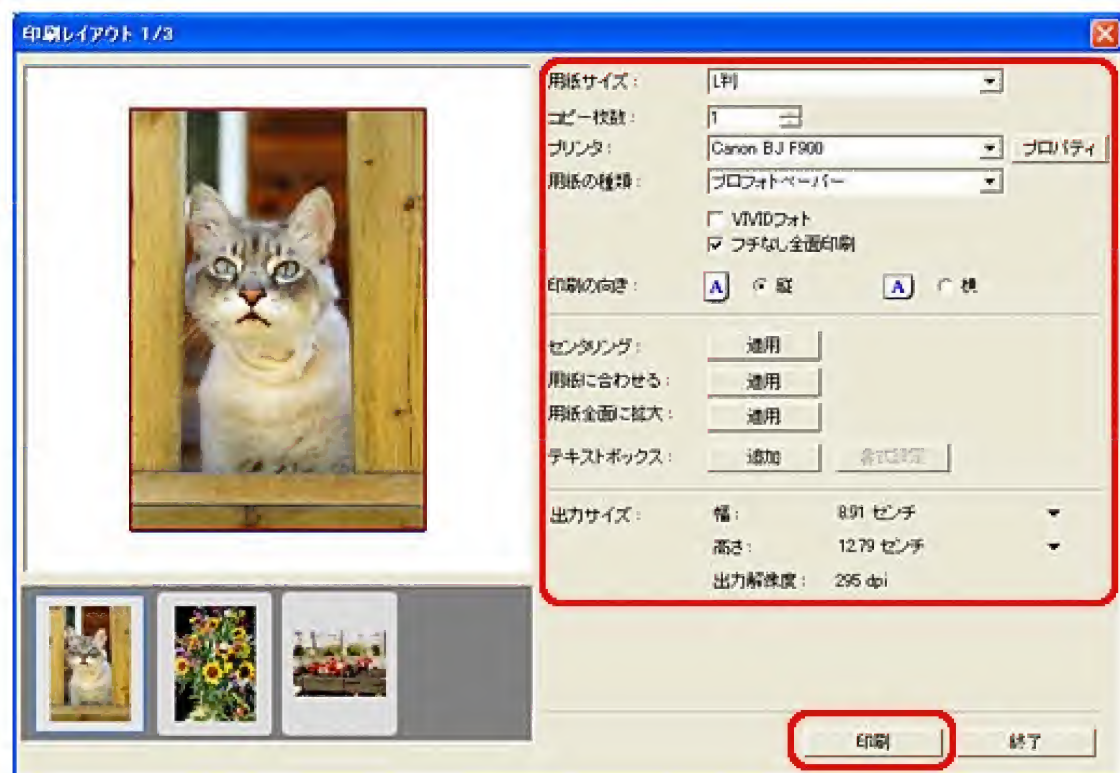 印刷レイアウト 1/3
用紙サイズ： L判
コピー枚数： 1
プリンタ： Canon BJ F900 プロパティ
用紙の種類： プロフォトペーパー
VIVIDフォト
フチなし全面印刷
印刷の向き： A 縦 A 横
センタリング： 適用
用紙に合わせる： 適用
用紙全面に拡大： 適用
テキストボックス： 追加 書式設定
出力サイズ： 幅： 8.91 センチ
高さ： 12.79 センチ
出力解像度： 295 dpi
印刷 終了